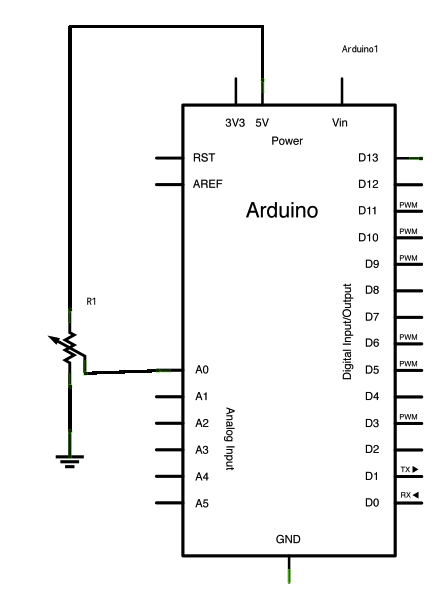 Arduino1
3V3 5V Vin
Power
RST D13
AREF D12
Arduino
D11 PWM
D10 PWM
D9 PWM
D8
D7
Digital Input/Output
R1
D6 PWM
A0 D5 PWM
A1 D4
A2 D3 PWM
Analog Input
A3 D2
A4 D1 TX
A5 D0 RX
GND